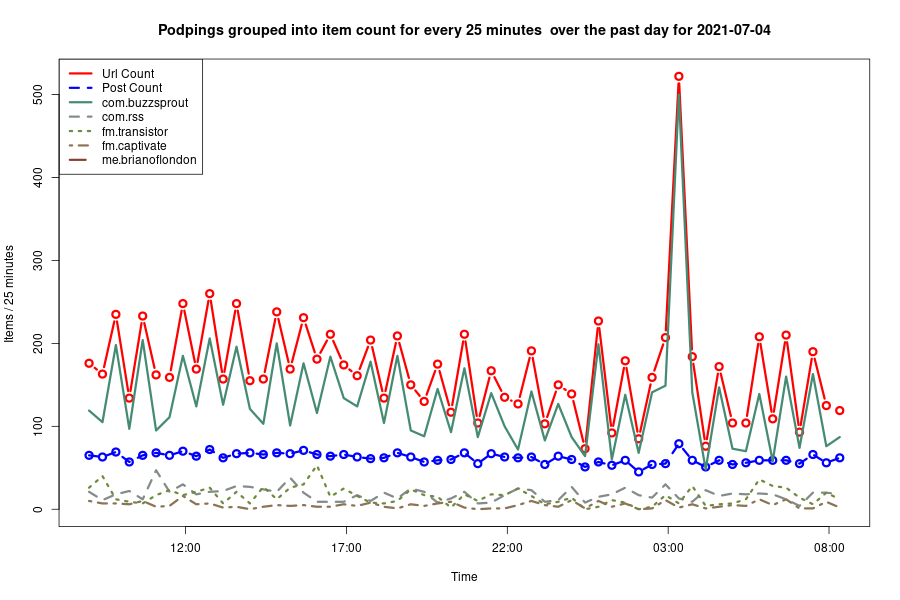 Podpings grouped into item count for every 25 minutes  over the past day for 2021-07-04
Url Count
Post Count
com.buzzsprout
com.rss
fm.transistor
fm.captivate
me.brianoflondon
Items / 25 minutes
500
400
300
200
100
0
12:00 17:00 22:00 03:00 08:00
Time